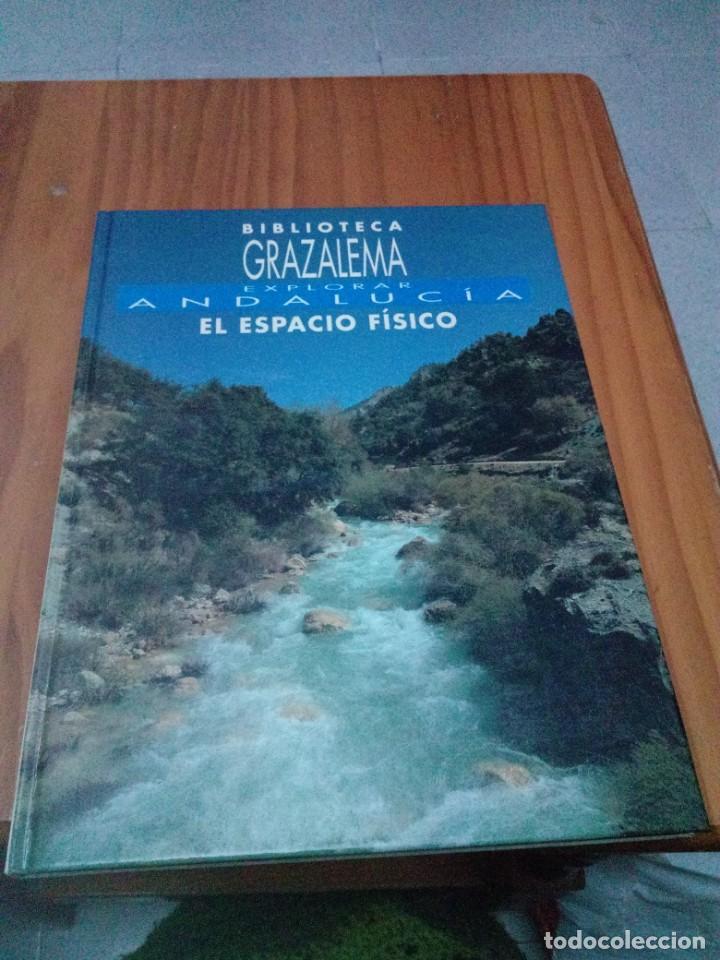 BIBLIOTECA
GRAZALEMA
EXPLORAR
ANDALUCÍA
EL ESPACIO FÍSICO
todocoleccion